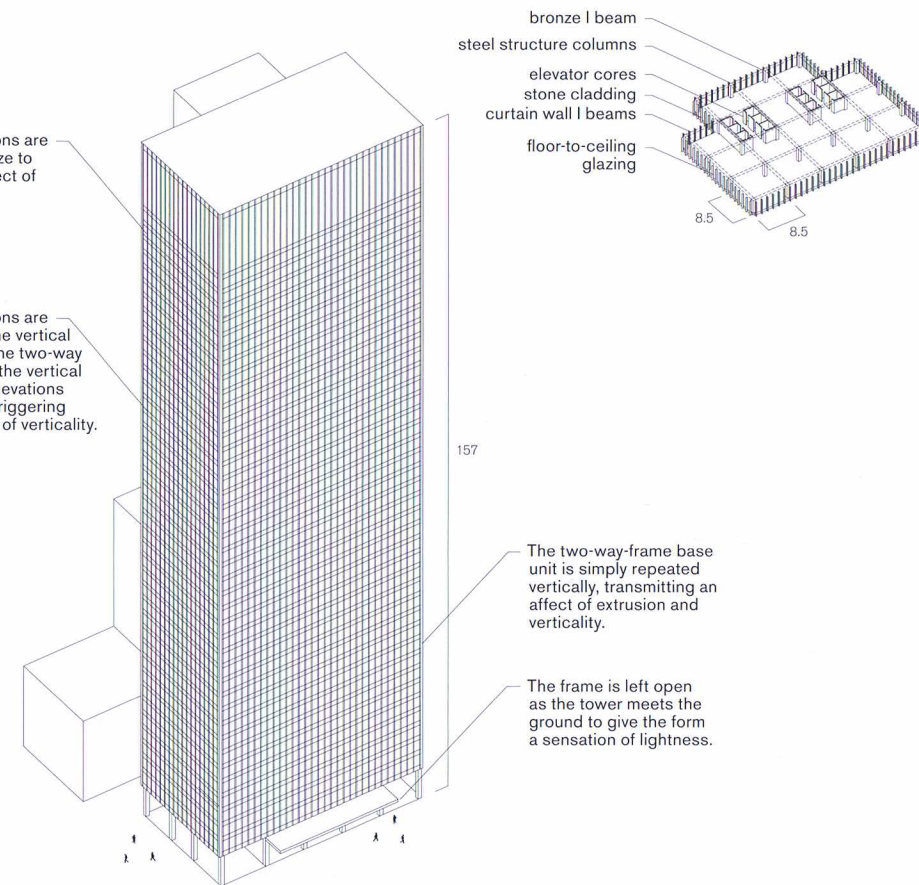 bronze I beam
steel structure columns
elevator cores
stone cladding
curtain wall I beams
floor-to-ceiling
glazing
8.5
8.5
ons are
ze to
ect of
ons are
ne vertical
he two-way
the vertical
evations
riggering
of verticality.
157
The two-way-frame base
unit is simply repeated
vertically, transmitting an
affect of extrusion and
verticality.
The frame is left open
as the tower meets the
ground to give the form
a sensation of lightness.